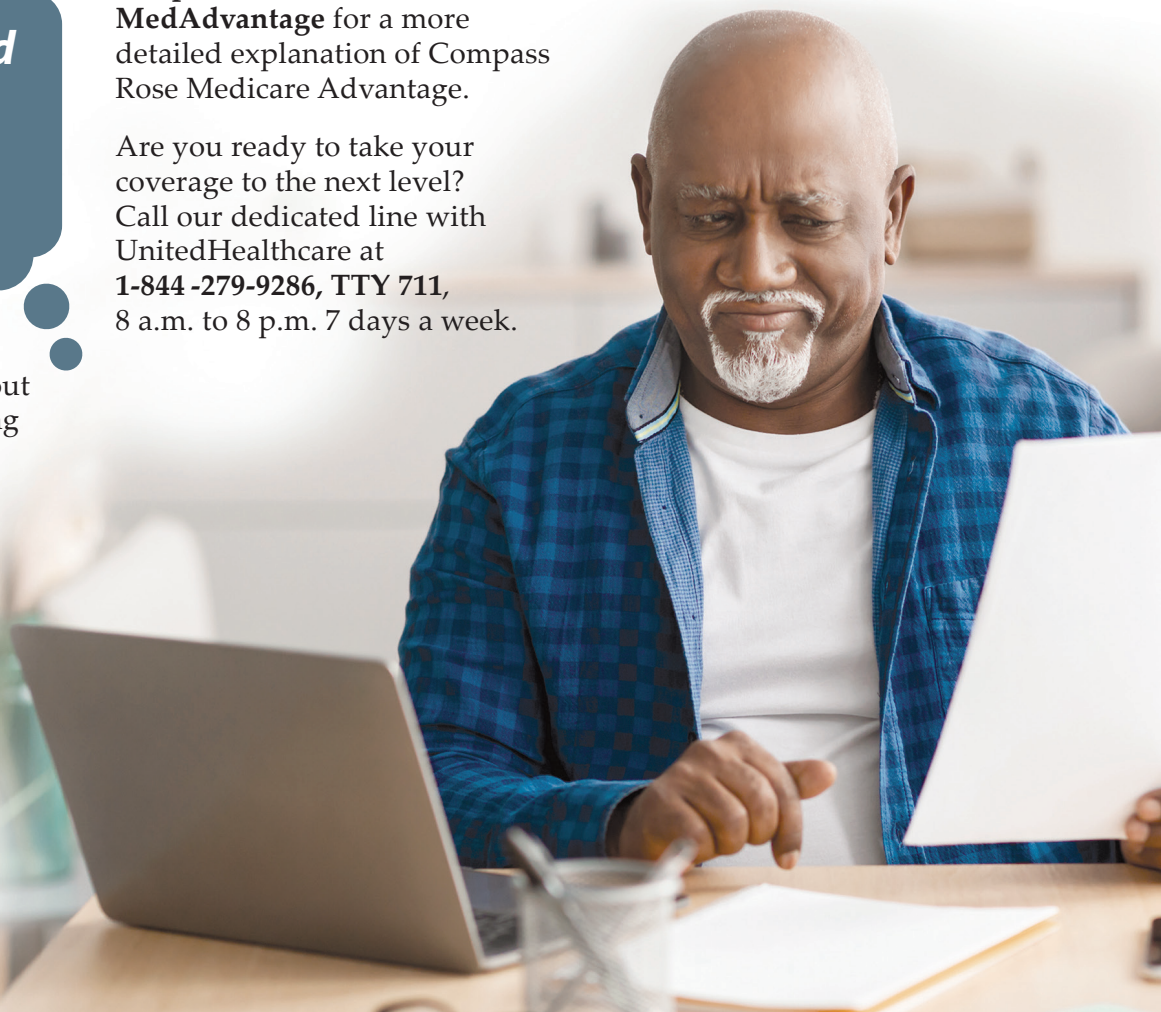 d
MedAdvantage for a more
detailed explanation of Compass
Rose Medicare Advantage.
Are you ready to take your
coverage to the next level?
Call our dedicated line with
UnitedHealthcare at
1-844 -279-9286, TTY 711,
8 a.m. to 8 p.m. 7 days a week.